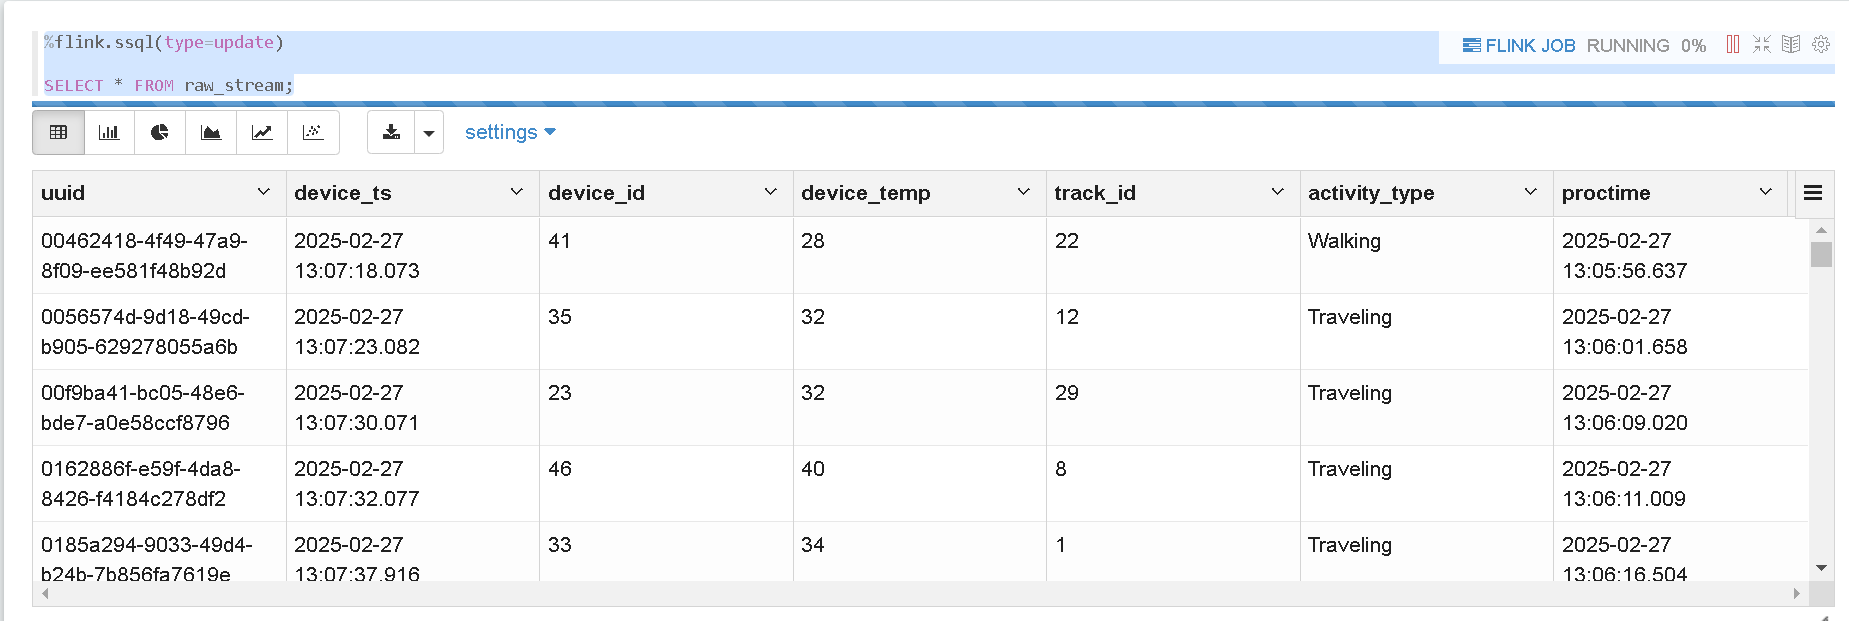 %flink.ssql(type=update)
FLINK JOB RUNNING 0%
SELECT * FROM raw_stream;
settings
uuid device_ts device_id device_temp track_id activity_type proctime
00462418-4f49-47a9- 2025-02-27 41 28 22 Walking 2025-02-27
8f09-ee581f48b92d 13:07:18.073 13:05:56.637
0056574d-9d18-49cd- 2025-02-27 35 32 12 Traveling 2025-02-27
b905-629278055a6b 13:07:23.082 13:06:01.658
00f9ba41-bc05-48e6- 2025-02-27 23 32 29 Traveling 2025-02-27
bde7-a0e58ccf8796 13:07:30.071 13:06:09.020
0162886f-e59f-4da8- 2025-02-27 46 40 8 Traveling 2025-02-27
8426-f4184c278df2 13:07:32.077 13:06:11.009
0185a294-9033-49d4- 2025-02-27 33 34 1 Traveling 2025-02-27
b24b-7b856fa7619e 13:07:37.916 13:06:16.504